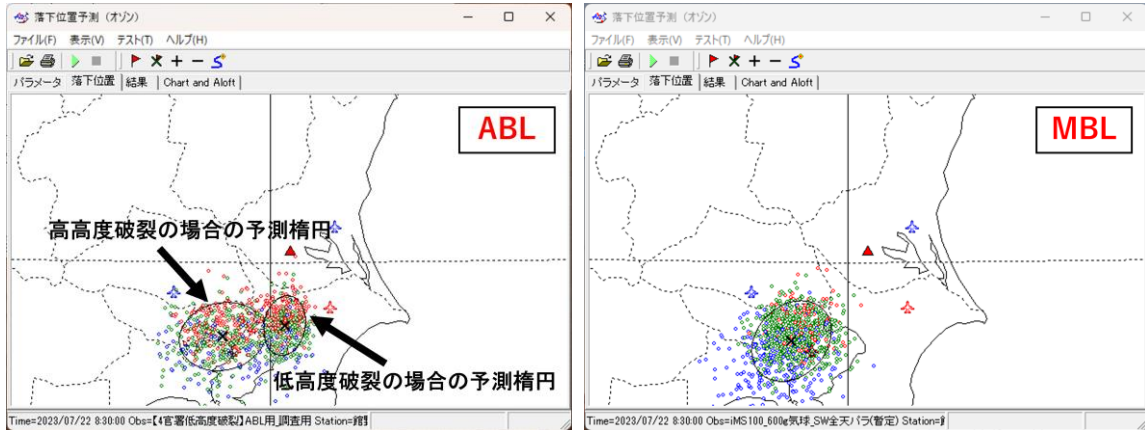 落下位置予測 (オゾン)
ファイル(F) 表示(V) テスト(T) ヘルプ(H)
パラメータ 落下位置 結果 Chart and Aloft
ABL
高高度破裂の場合の予測楕円
低高度破裂の場合の予測楕円
Time=2023/07/22 8:30:00 Obs=【4官署低高度破裂】ABL用_調査用 Station=館
落下位置予測 (オゾン)
ファイル(F) 表示(V) テスト(T) ヘルプ(H)
パラメータ 落下位置 結果 Chart and Aloft
MBL
Time=2023/07/22 8:30:00 Obs=iMS100_600g気球_SW全天パラ(暫定) Station=